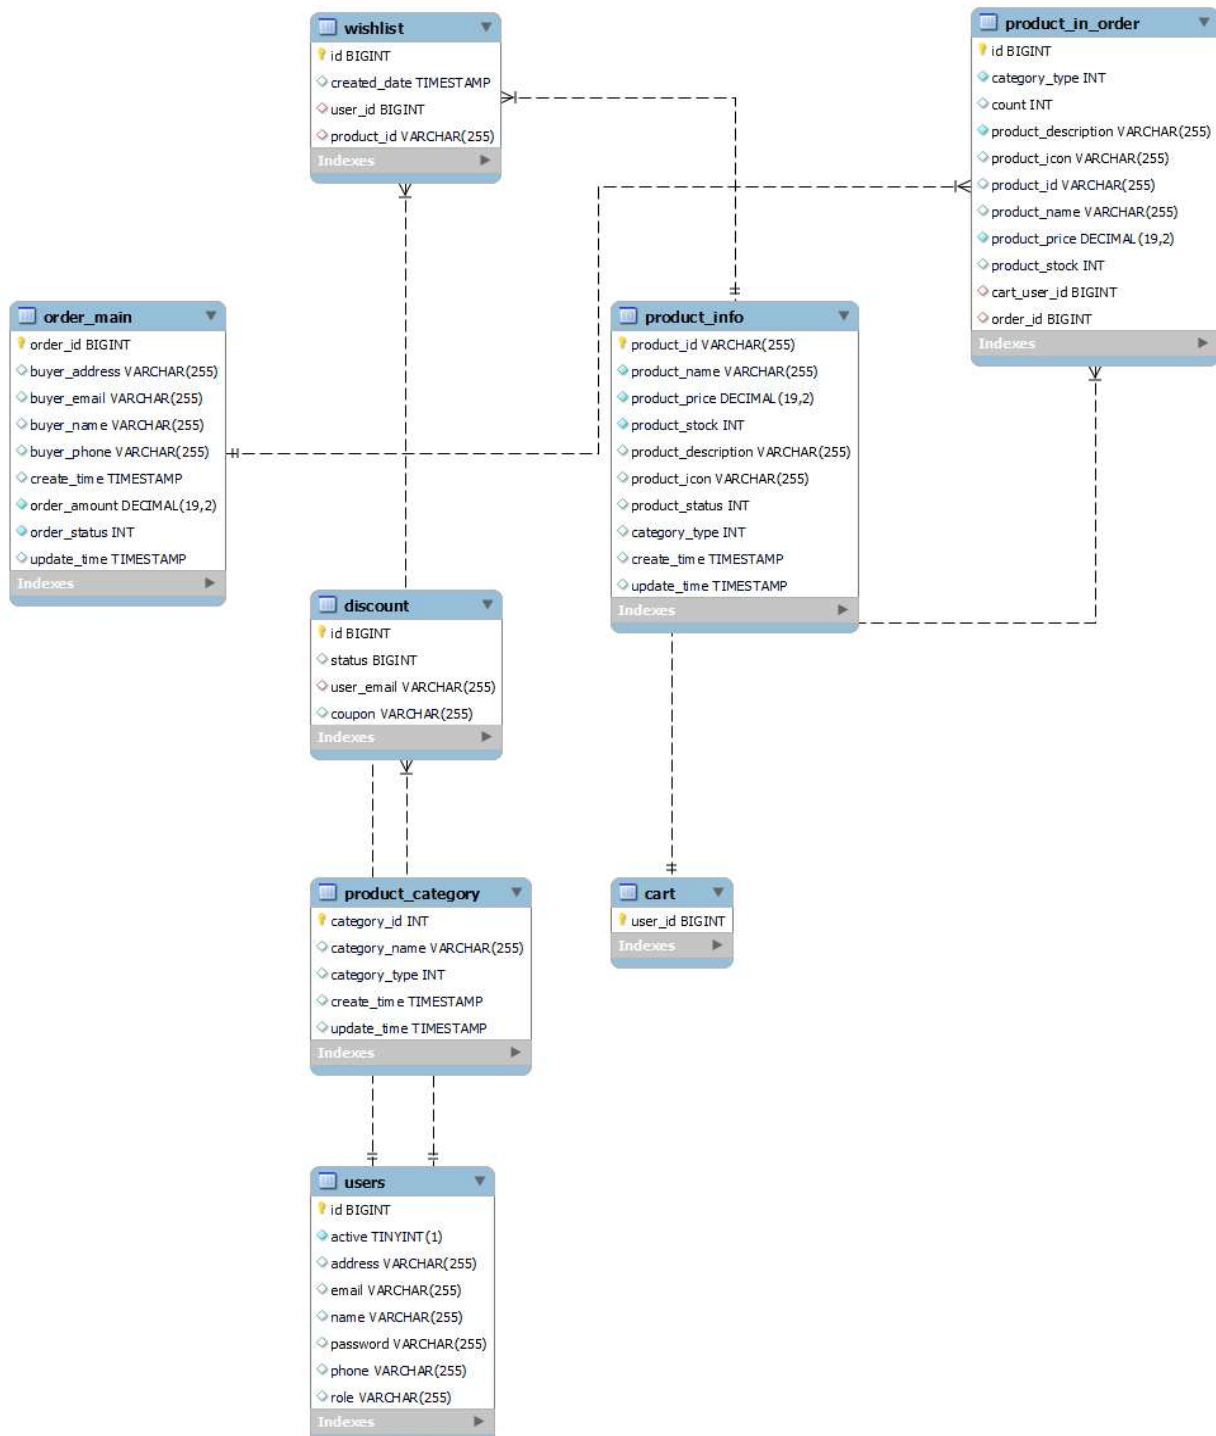 wishlist
id BIGINT
created_date TIMESTAMP
user_id BIGINT
product_id VARCHAR(255)
Indexes
product_in_order
id BIGINT
category_type INT
count INT
product_description VARCHAR(255)
product_icon VARCHAR(255)
product_id VARCHAR(255)
product_name VARCHAR(255)
product_price DECIMAL(19,2)
product_stock INT
cart_user_id BIGINT
order_id BIGINT
Indexes
order_main
order_id BIGINT
buyer_address VARCHAR(255)
buyer_email VARCHAR(255)
buyer_name VARCHAR(255)
buyer_phone VARCHAR(255)
create_time TIMESTAMP
order_amount DECIMAL(19,2)
order_status INT
update_time TIMESTAMP
Indexes
product_info
product_id VARCHAR(255)
product_name VARCHAR(255)
product_price DECIMAL(19,2)
product_stock INT
product_description VARCHAR(255)
product_icon VARCHAR(255)
product_status INT
category_type INT
create_time TIMESTAMP
update_time TIMESTAMP
Indexes
discount
id BIGINT
status BIGINT
user_email VARCHAR(255)
coupon VARCHAR(255)
Indexes
product_category
category_id INT
category_name VARCHAR(255)
category_type INT
create_time TIMESTAMP
update_time TIMESTAMP
Indexes
cart
user_id BIGINT
Indexes
users
id BIGINT
active TINYINT(1)
address VARCHAR(255)
email VARCHAR(255)
name VARCHAR(255)
password VARCHAR(255)
phone VARCHAR(255)
role VARCHAR(255)
Indexes